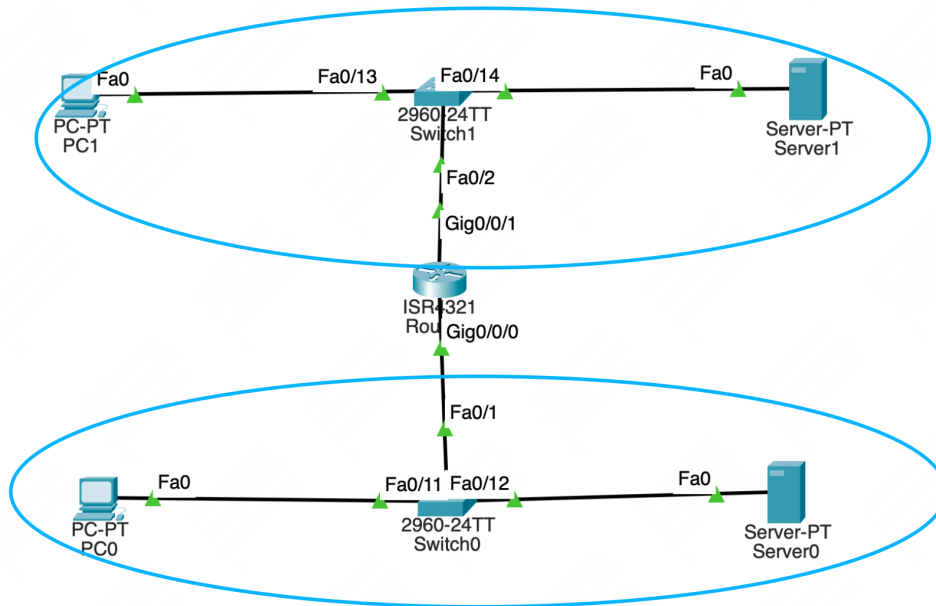 Fa0
Fa0/13
Fa0/14
Fa0
PC-PT
PC1
2960-24TT
Switch1
Server-PT
Server1
Fa0/2
Gig0/0/1
ISR4321
Rou
Gig0/0/0
Fa0/1
Fa0
Fa0/11
Fa0/12
Fa0
PC-PT
PC0
2960-24TT
Switch0
Server-PT
Server0